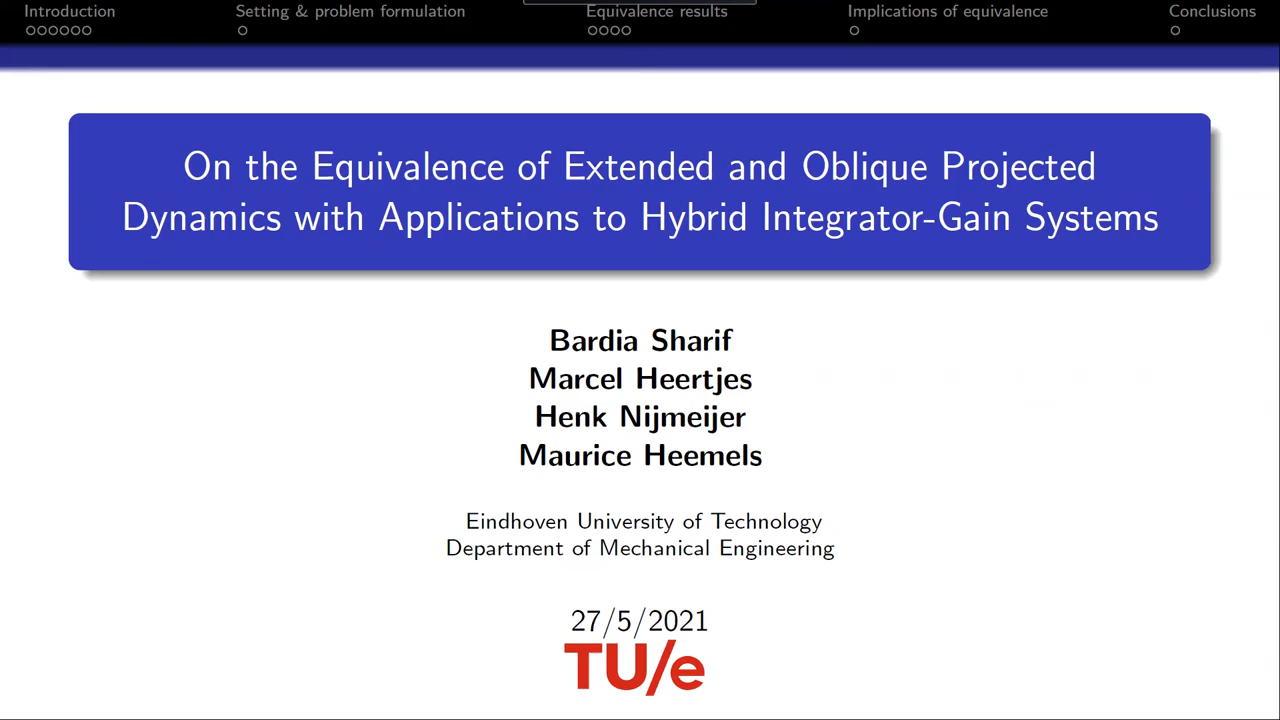 Introduction
Setting & problem formulation
Equivalence results
Implications of equivalence
Conclusions
On the Equivalence of Extended and Oblique Projected
Dynamics with Applications to Hybrid Integrator-Gain Systems
Bardia Sharif
Marcel Heertjes
Henk Nijmeijer
Maurice Heemels
Eindhoven University of Technology
Department of Mechanical Engineering
27/5/2021
TU/e